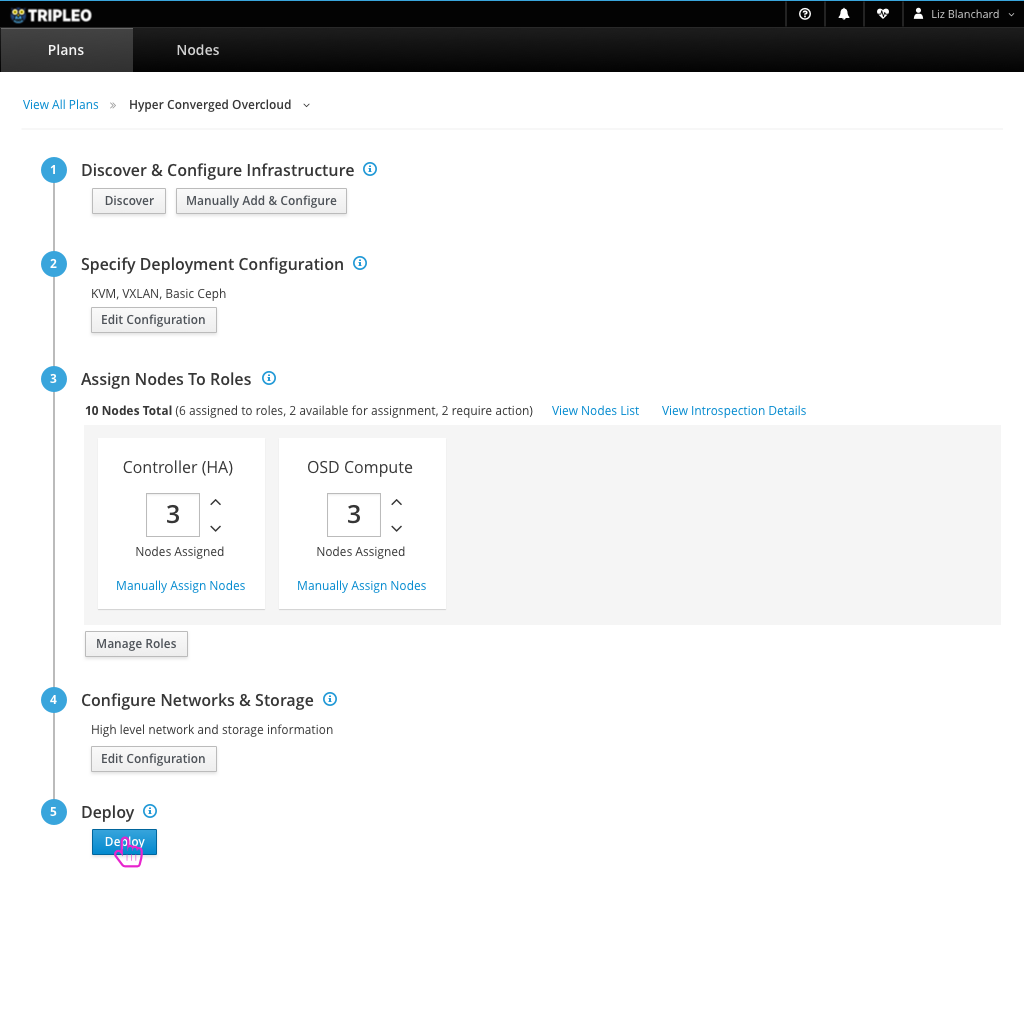 TRIPLEO
Liz Blanchard
Plans
Nodes
View All Plans » Hyper Converged Overcloud
1 Discover & Configure Infrastructure
Discover
Manually Add & Configure
2 Specify Deployment Configuration
KVM, VXLAN, Basic Ceph
Edit Configuration
3 Assign Nodes To Roles
10 Nodes Total (6 assigned to roles, 2 available for assignment, 2 require action) View Nodes List View Introspection Details
Controller (HA)
3
Nodes Assigned
Manually Assign Nodes
OSD Compute
3
Nodes Assigned
Manually Assign Nodes
Manage Roles
4 Configure Networks & Storage
High level network and storage information
Edit Configuration
5 Deploy
Deploy